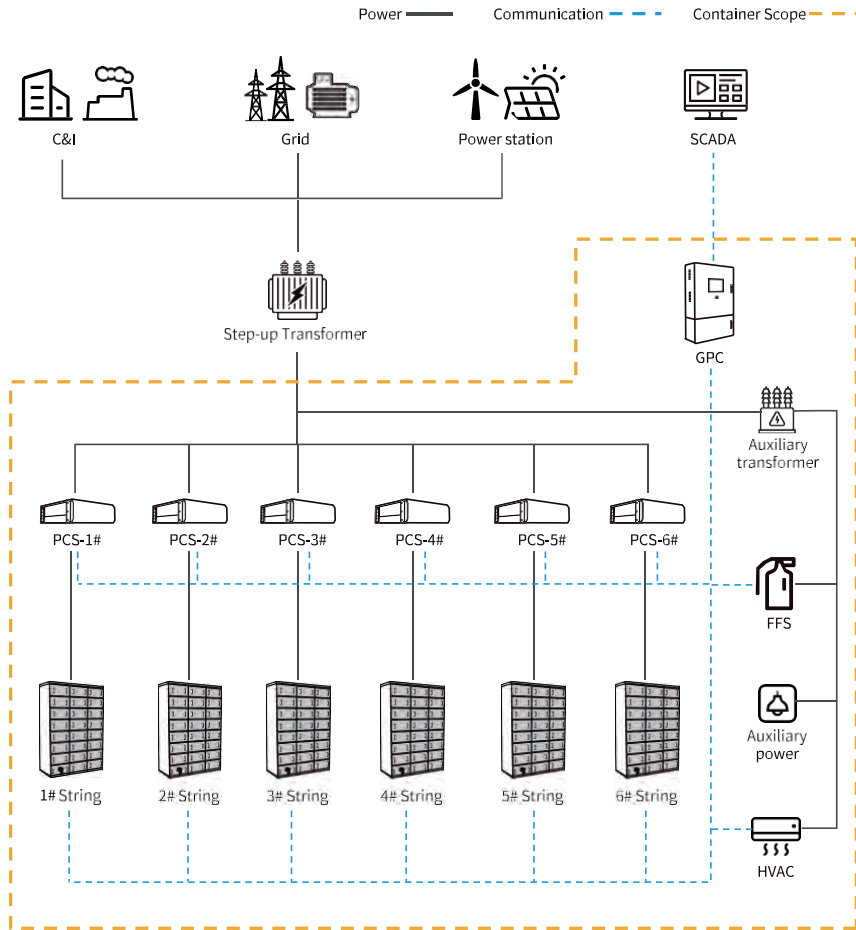 Power
Communication
Container Scope
C&I
Grid
Power station
SCADA
Step-up Transformer
GPC
Auxiliary
transformer
PCS-1#
PCS-2#
PCS-3#
PCS-4#
PCS-5#
PCS-6#
FFS
Auxiliary
power
1# String
2# String
3# String
4# String
5# String
6# String
HVAC